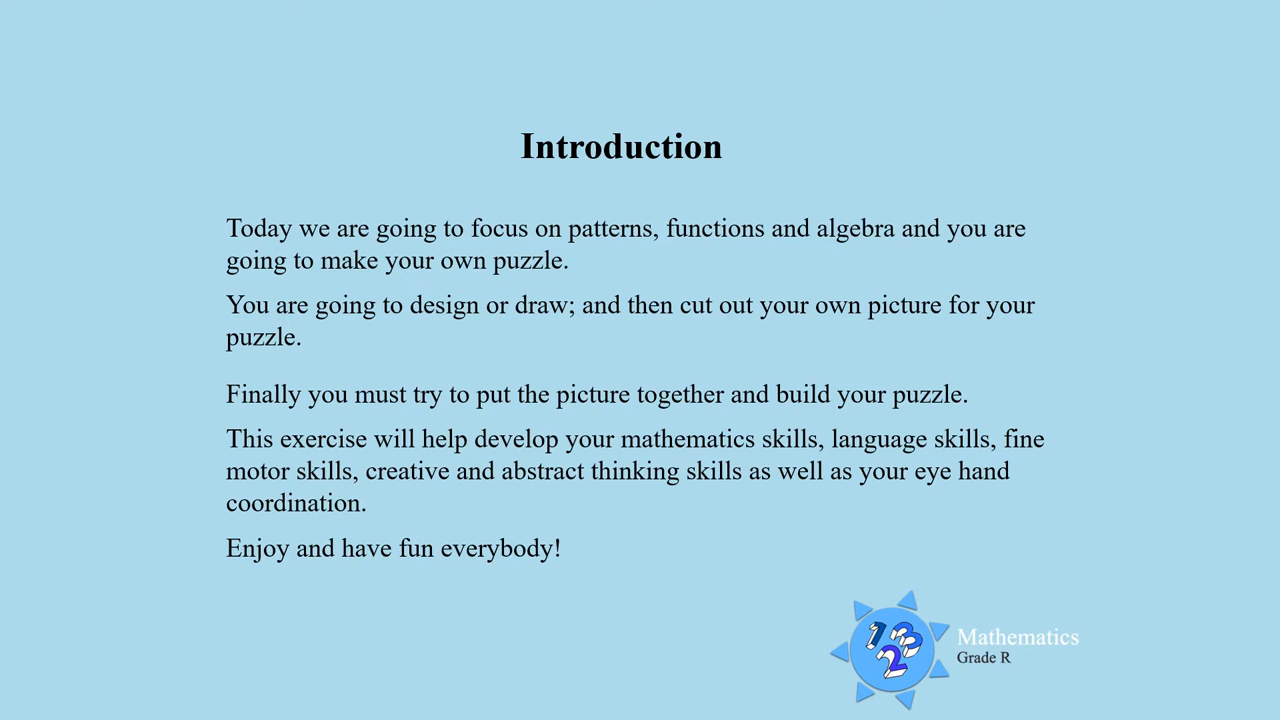 Introduction
Today we are going to focus on patterns, functions and algebra and you are
going to make your own puzzle.
You are going to design or draw; and then cut out your own picture for your
puzzle.
Finally you must try to put the picture together and build your puzzle.
This exercise will help develop your mathematics skills, language skills, fine
motor skills, creative and abstract thinking skills as well as your eye hand
coordination.
Enjoy and have fun everybody!
1 3
2
Mathematics
Grade R